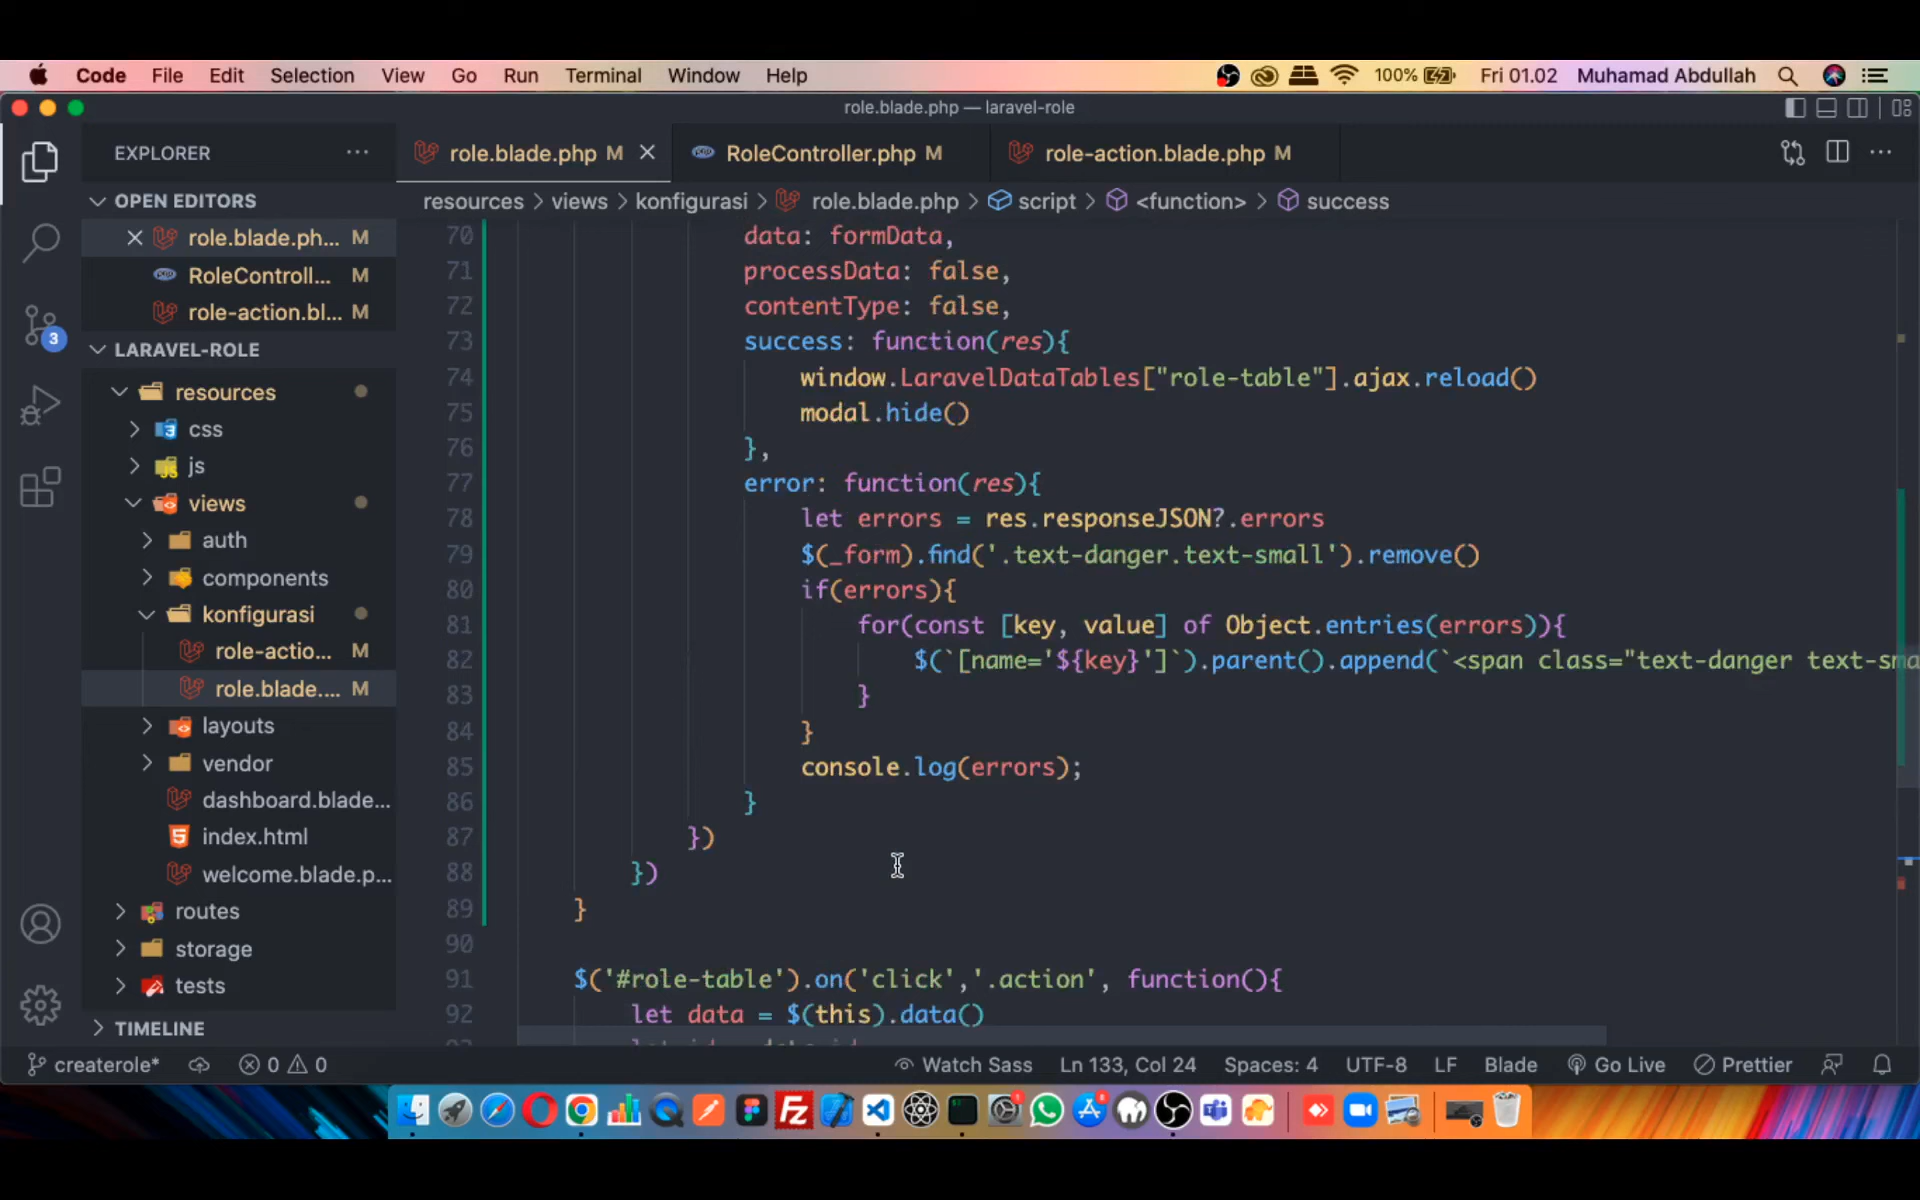 Code File Edit Selection View Go Run Terminal Window Help 100% Fri 01.02 Muhamad Abdullah
role.blade.php — laravel-role
EXPLORER
role.blade.php M
RoleController.php M
role-action.blade.php M
OPEN EDITORS
resources > views > konfigurasi > role.blade.php > script > <function> > success
role.blade.ph... M
RoleControll... M
role-action.bl... M
LARAVEL-ROLE
resources
css
js
views
auth
components
konfigurasi
role-actio... M
role.blade.... M
layouts
vendor
dashboard.blade...
index.html
welcome.blade.p...
routes
storage
tests
TIMELINE
70 data: formData,
71 processData: false,
72 contentType: false,
73 success: function(res){
74 window.LaravelDataTables["role-table"].ajax.reload()
75 modal.hide()
76 },
77 error: function(res){
78 let errors = res.responseJSON?.errors
79 $(_form).find('.text-danger.text-small').remove()
80 if(errors){
81 for(const [key, value] of Object.entries(errors)){
82 $(`[name='${key}']`).parent().append(`<span class="text-danger text-sma
83 }
84 }
85 console.log(errors);
86 }
87 })
88 })
89 }
90
91 $('#role-table').on('click','.action', function(){
92 let data = $(this).data()
createrole* 0 0 Watch Sass Ln 133, Col 24 Spaces: 4 UTF-8 LF Blade Go Live Prettier